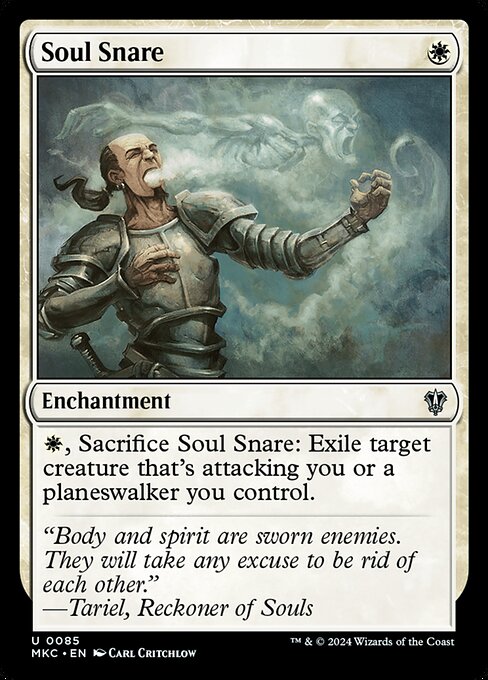 Soul Snare
Enchantment
, Sacrifice Soul Snare: Exile target
creature that's attacking you or a
planeswalker you control.
“Body and spirit are sworn enemies.
They will take any excuse to be rid of
each other.”
—Tariel, Reckoner of Souls
U 0085
MKC • EN Carl Critchlow
™ & © 2024 Wizards of the Coast